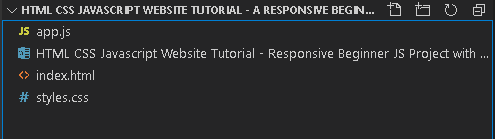 HTML CSS JAVASCRIPT WEBSITE TUTORIAL - A RESPONSIVE BEGIN...
app.js
HTML CSS Javascript Website Tutorial - Responsive Beginner JS Project with ...
index.html
styles.css